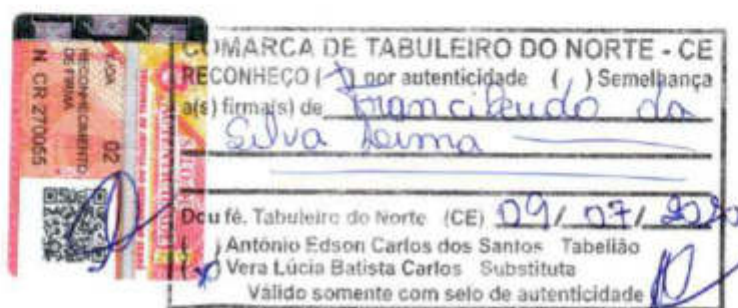 COMARCA DE TABULEIRO DO NORTE - CE
RECONHEÇO ( ) por autenticidade ( ) Semelhança
a(s) firma(s) de Francileudo da
Silva Lima
Dou fé. Tabuleiro do Norte (CE) 09/07/2020
( ) Antônio Edson Carlos dos Santos Tabelião
(x) Vera Lúcia Batista Carlos Substituta
Válido somente com selo de autenticidade
02
RECONHECIMENTO
DE FIRMA
N CR 270055